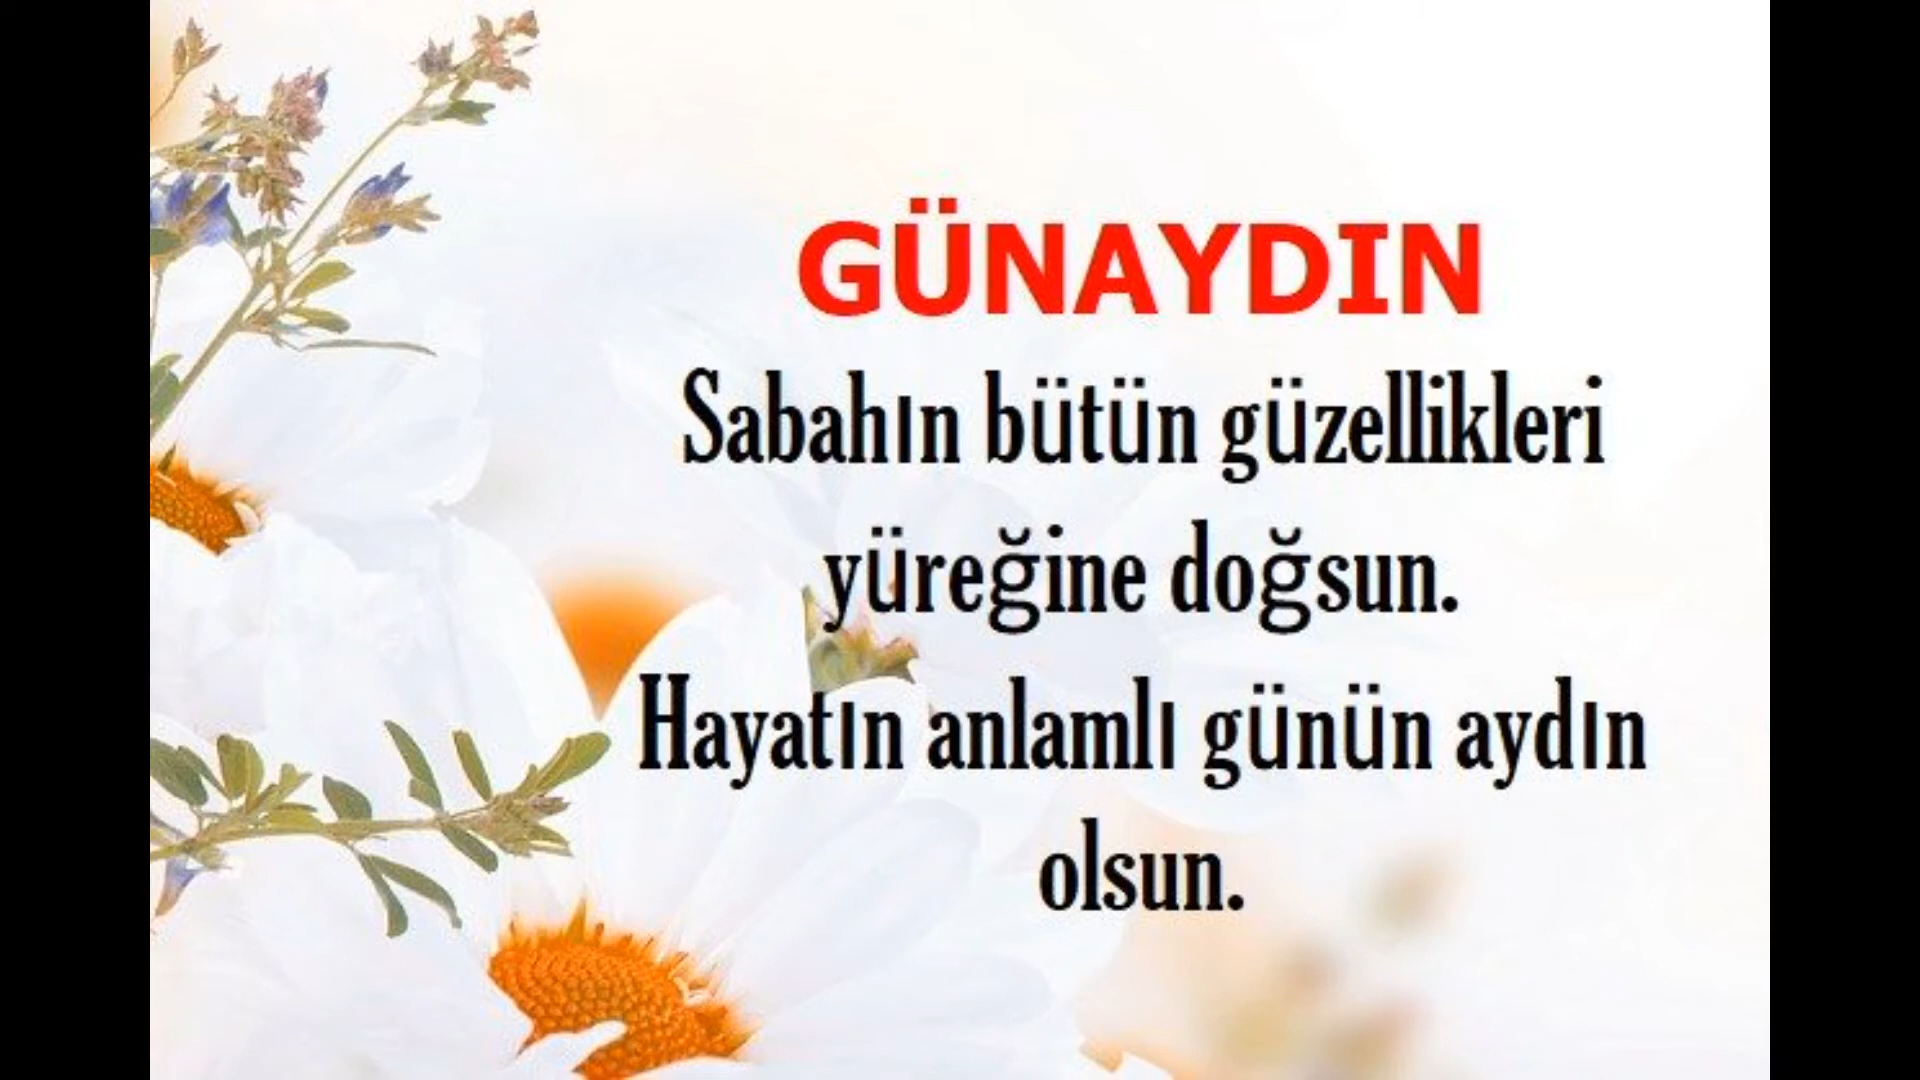 GÜNAYDIN
Sabahın bütün güzellikleri
yüreğine doğsun.
Hayatın anlamlı günün aydın
olsun.